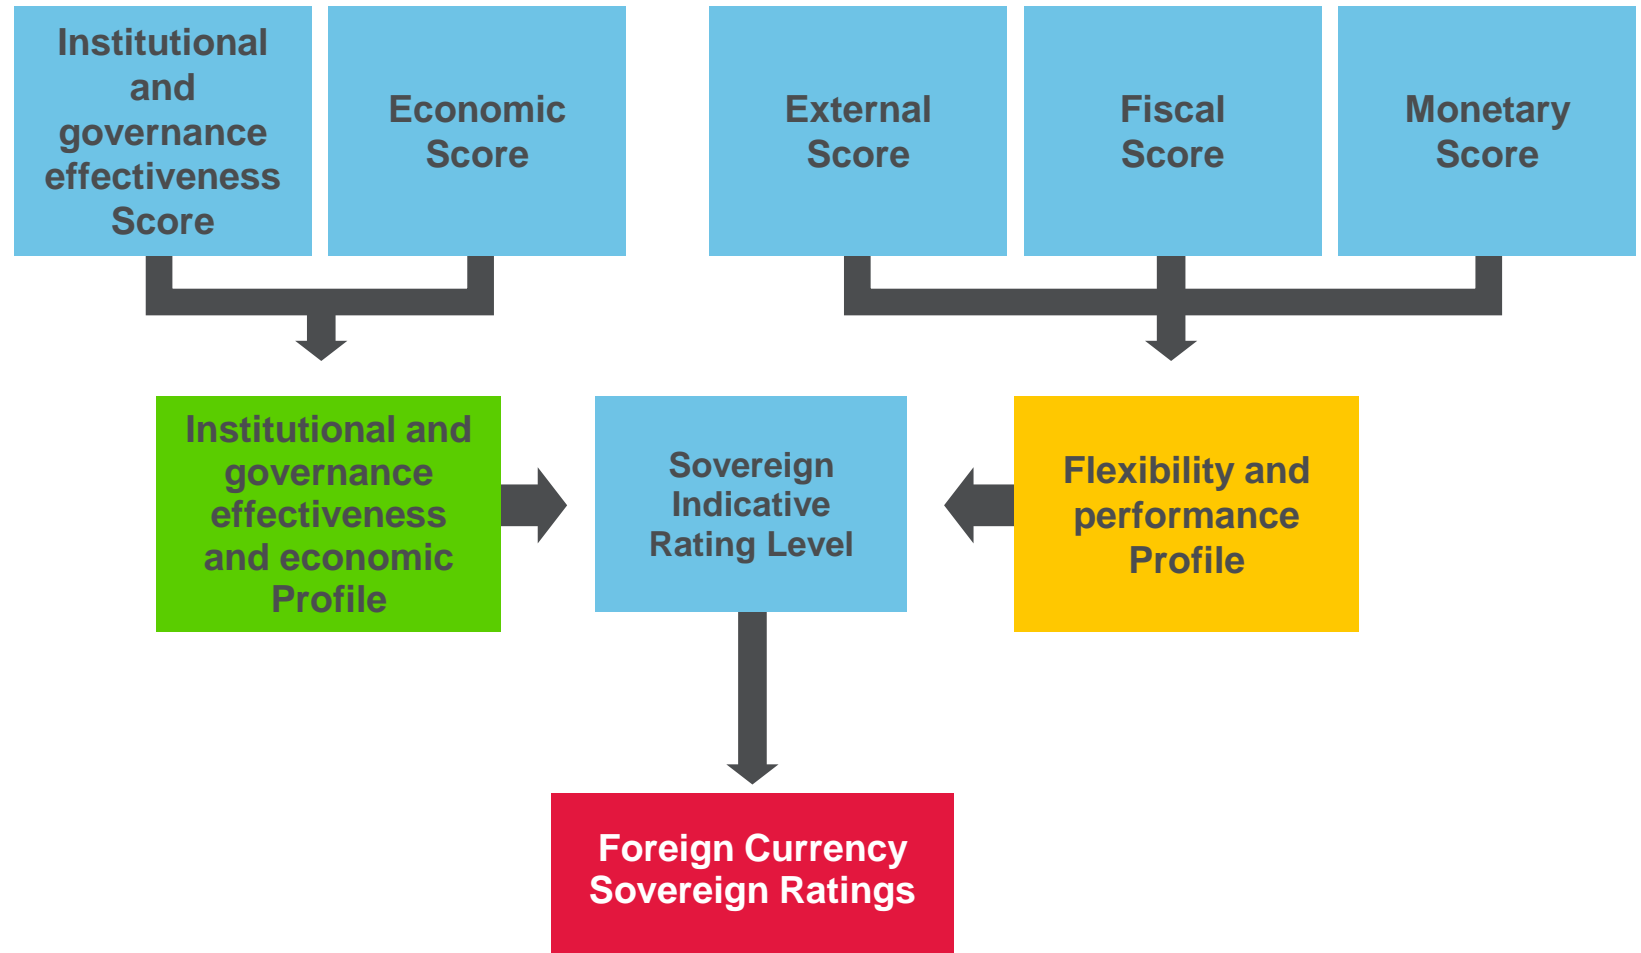 Institutional
and
governance
effectiveness
Score
Economic
Score
External
Score
Fiscal
Score
Monetary
Score
Institutional and
governance
effectiveness
and economic
Profile
Sovereign
Indicative
Rating Level
Flexibility and
performance
Profile
Foreign Currency
Sovereign Ratings